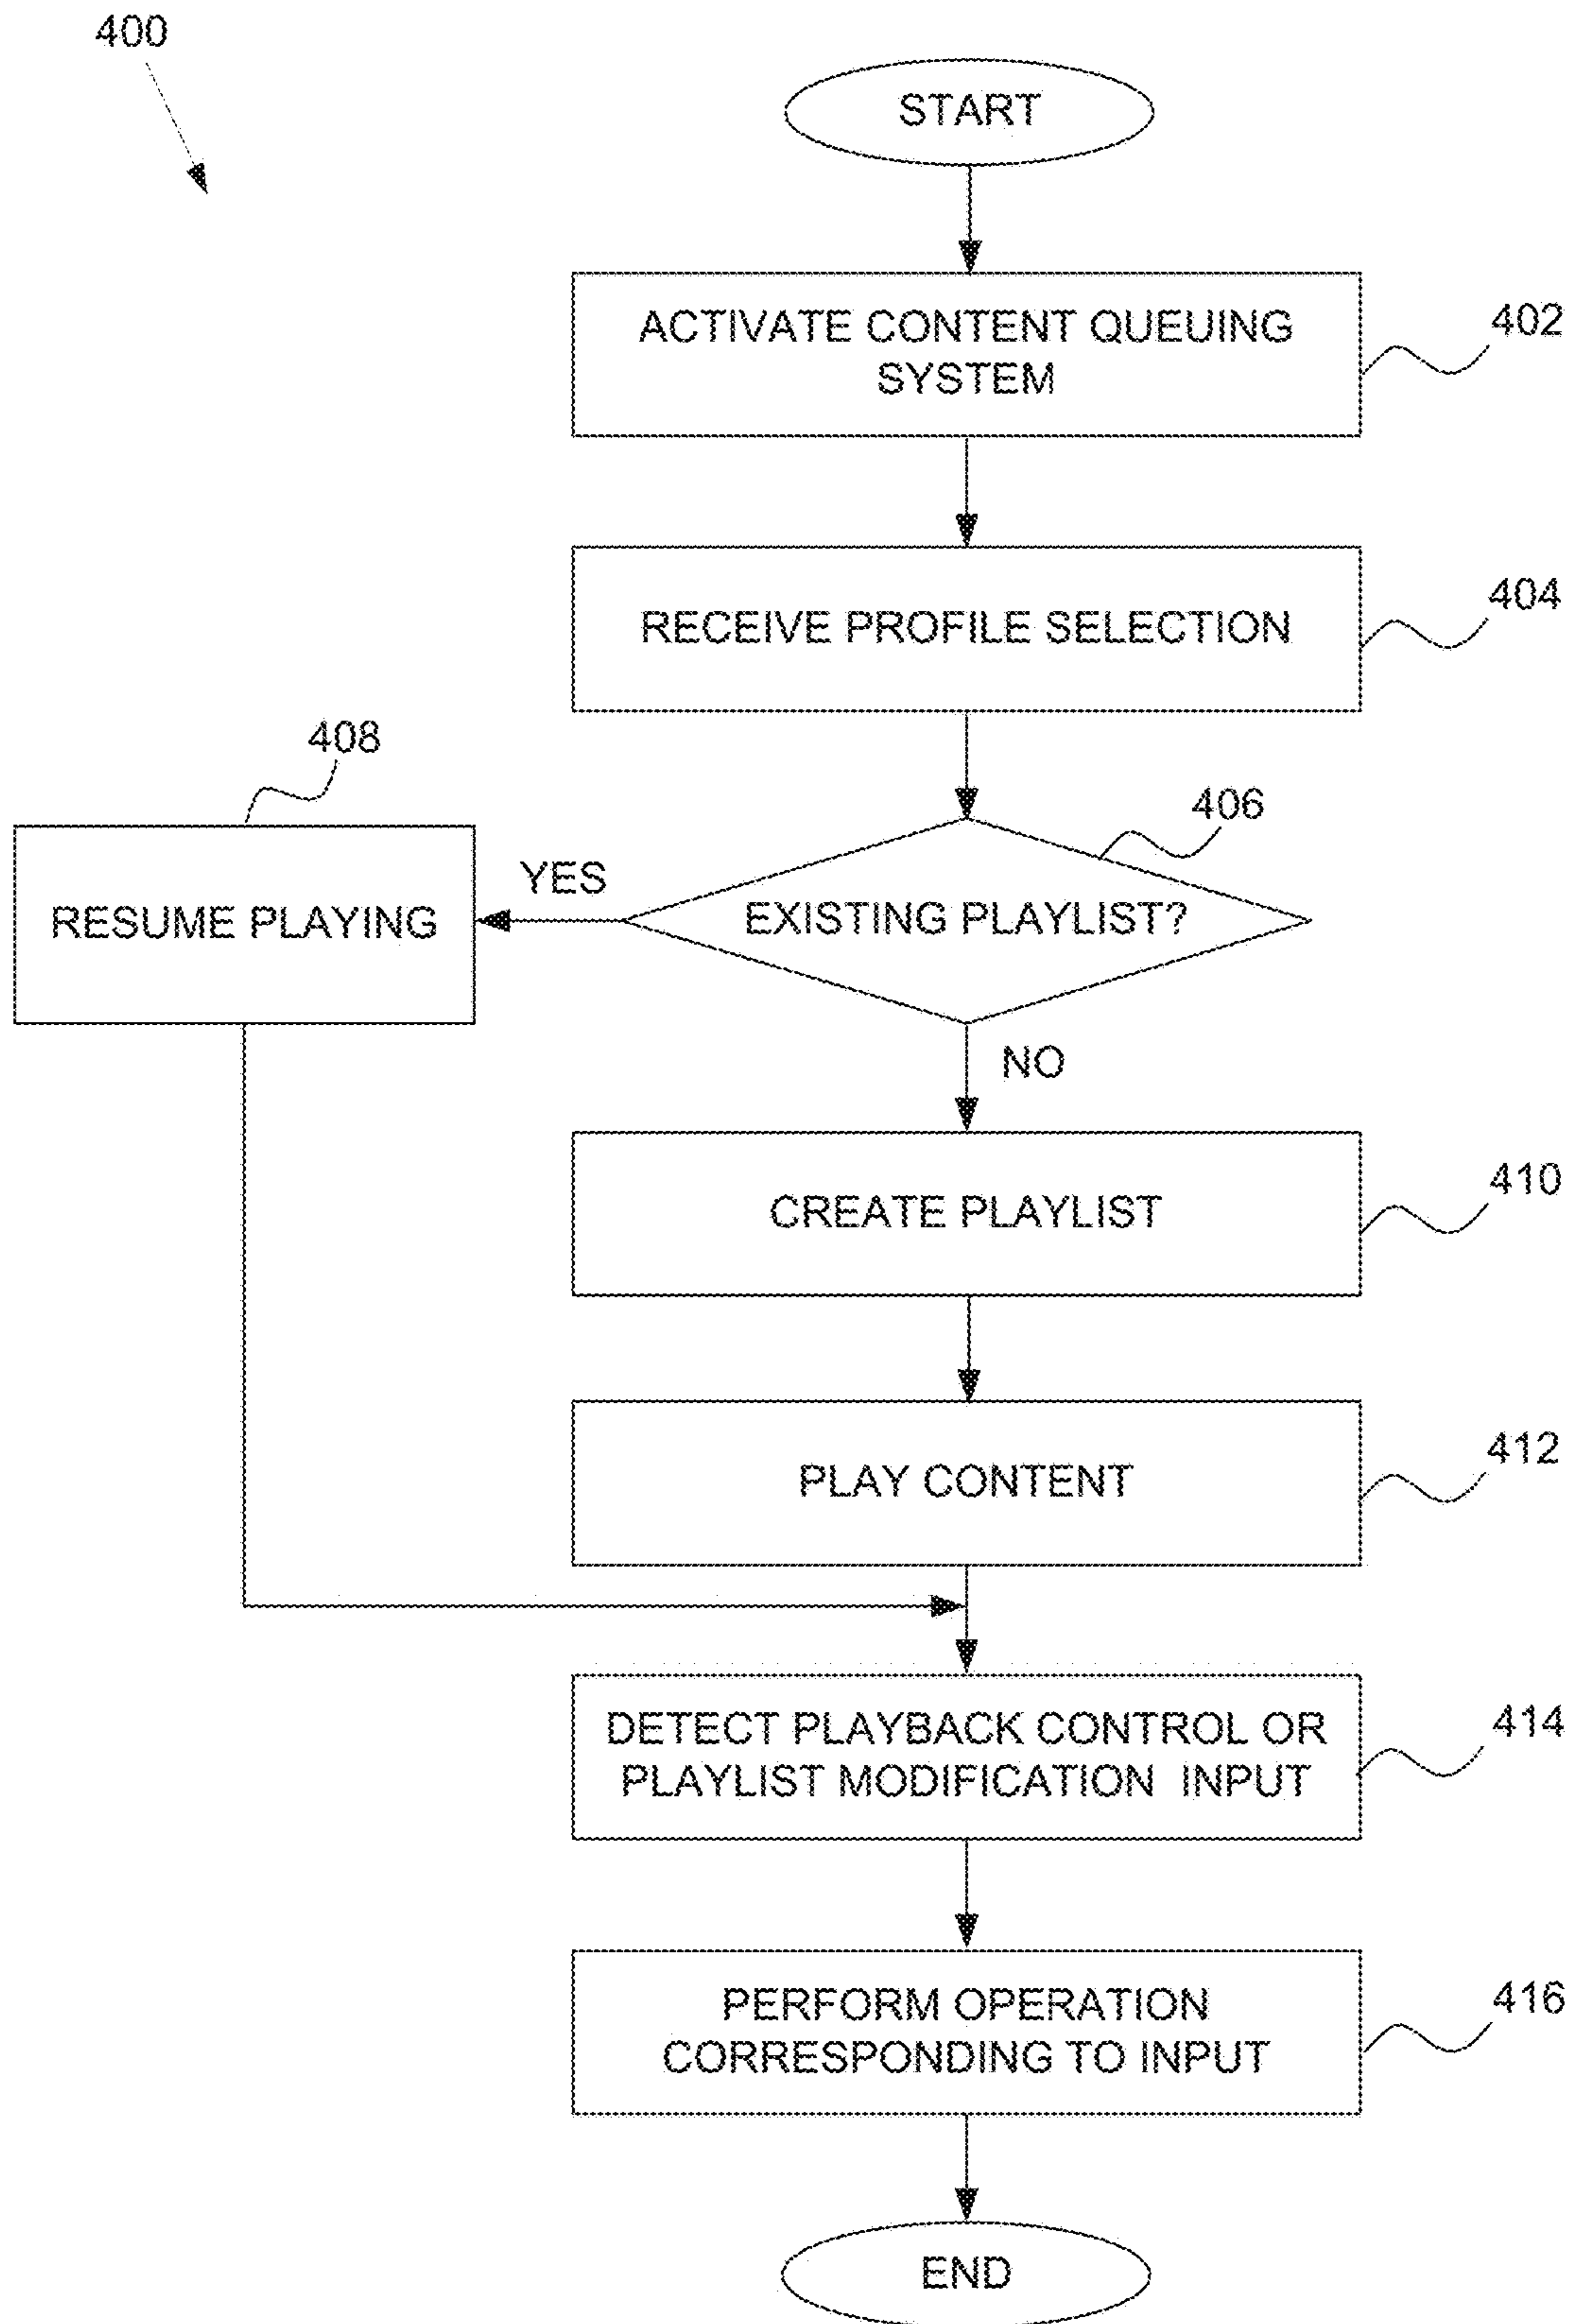 400
START
ACTIVATE CONTENT QUEUING
SYSTEM
402
RECEIVE PROFILE SELECTION
404
408
406
RESUME PLAYING
YES
EXISTING PLAYLIST?
NO
CREATE PLAYLIST
410
PLAY CONTENT
412
DETECT PLAYBACK CONTROL OR
PLAYLIST MODIFICATION INPUT
414
PERFORM OPERATION
CORRESPONDING TO INPUT
416
END